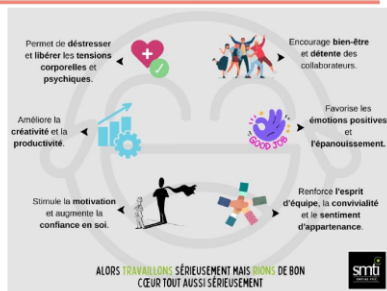 Permet de déstresser
et libérer les tensions
corporelles et
psychiques.
Encourage bien-être
et détente des
collaborateurs.
Améliore la
créativité et la
productivité.
GOOD JOB
Favorise les
émotions positives
et
l'épanouissement.
Stimule la motivation
et augmente la
confiance en soi.
Renforce l'esprit
d'équipe, la convivialité
et le sentiment
d'appartenance.
ALORS TRAVAILLONS SÉRIEUSEMENT MAIS RIONS DE BON
CŒUR TOUT AUSSI SÉRIEUSEMENT
smti